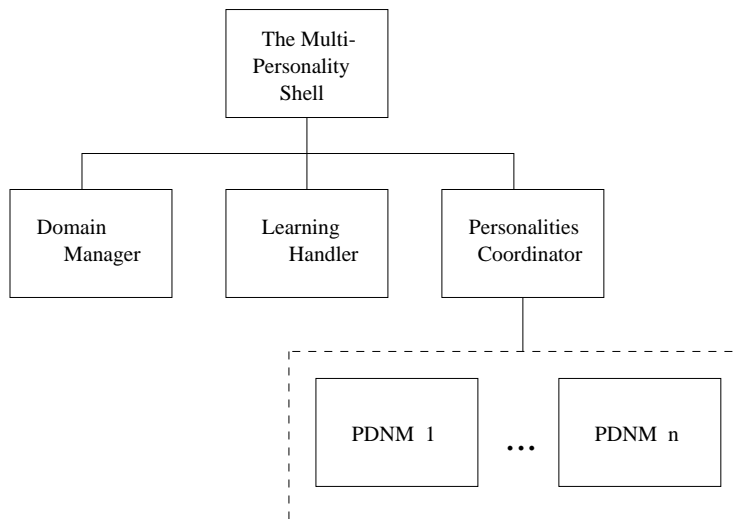 The Multi-
Personality
Shell
Domain
Manager
Learning
Handler
Personalities
Coordinator
PDNM 1
...
PDNM n